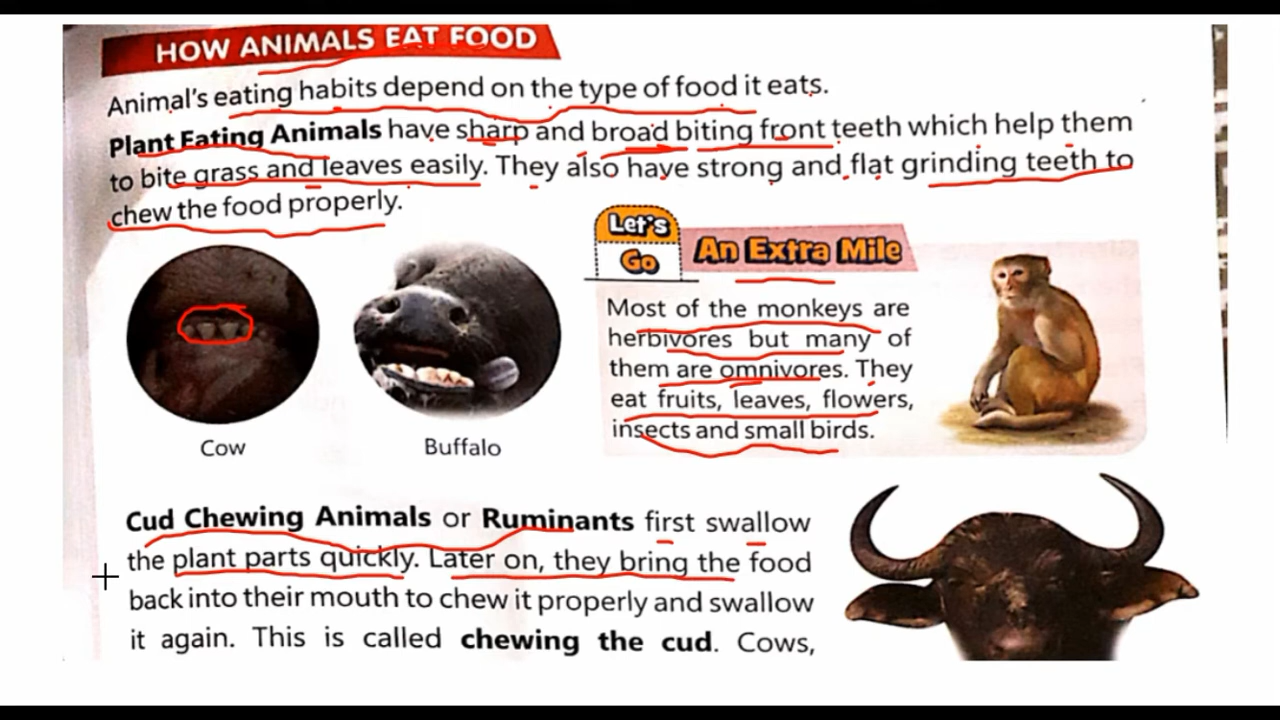 HOW ANIMALS EAT FOOD
Animal's eating habits depend on the type of food it eats.
Plant Eating Animals have sharp and broad biting front teeth which help them
to bite grass and leaves easily. They also have strong and flat grinding teeth to
chew the food properly.
Let's
Go
An Extra Mile
Most of the monkeys are
herbivores but many of
them are omnivores. They
eat fruits, leaves, flowers,
insects and small birds.
Cow
Buffalo
Cud Chewing Animals or Ruminants first swallow
the plant parts quickly. Later on, they bring the food
back into their mouth to chew it properly and swallow
it again. This is called chewing the cud. Cows,